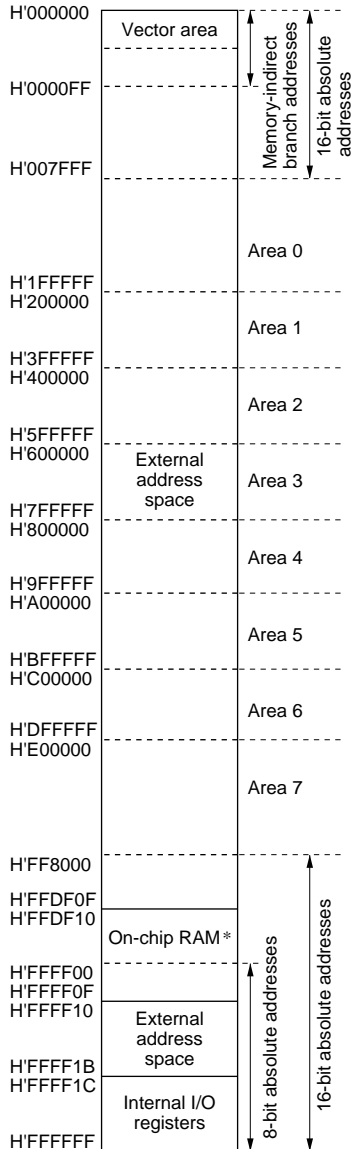 H'000000
Vector area
H'0000FF
Memory-indirect
branch addresses
16-bit absolute
addresses
H'007FFF
Area 0
H'1FFFFF
H'200000
Area 1
H'3FFFFF
H'400000
Area 2
H'5FFFFF
H'600000
External
address
space
Area 3
H'7FFFFF
H'800000
Area 4
H'9FFFFF
H'A00000
Area 5
H'BFFFFF
H'C00000
Area 6
H'DFFFFF
H'E00000
Area 7
H'FF8000
H'FFDF0F
H'FFDF10
On-chip RAM*
H'FFFF00
H'FFFF0F
H'FFFF10
External
address
space
H'FFFF1B
H'FFFF1C
Internal I/O
registers
H'FFFFFF
8-bit absolute addresses
16-bit absolute addresses